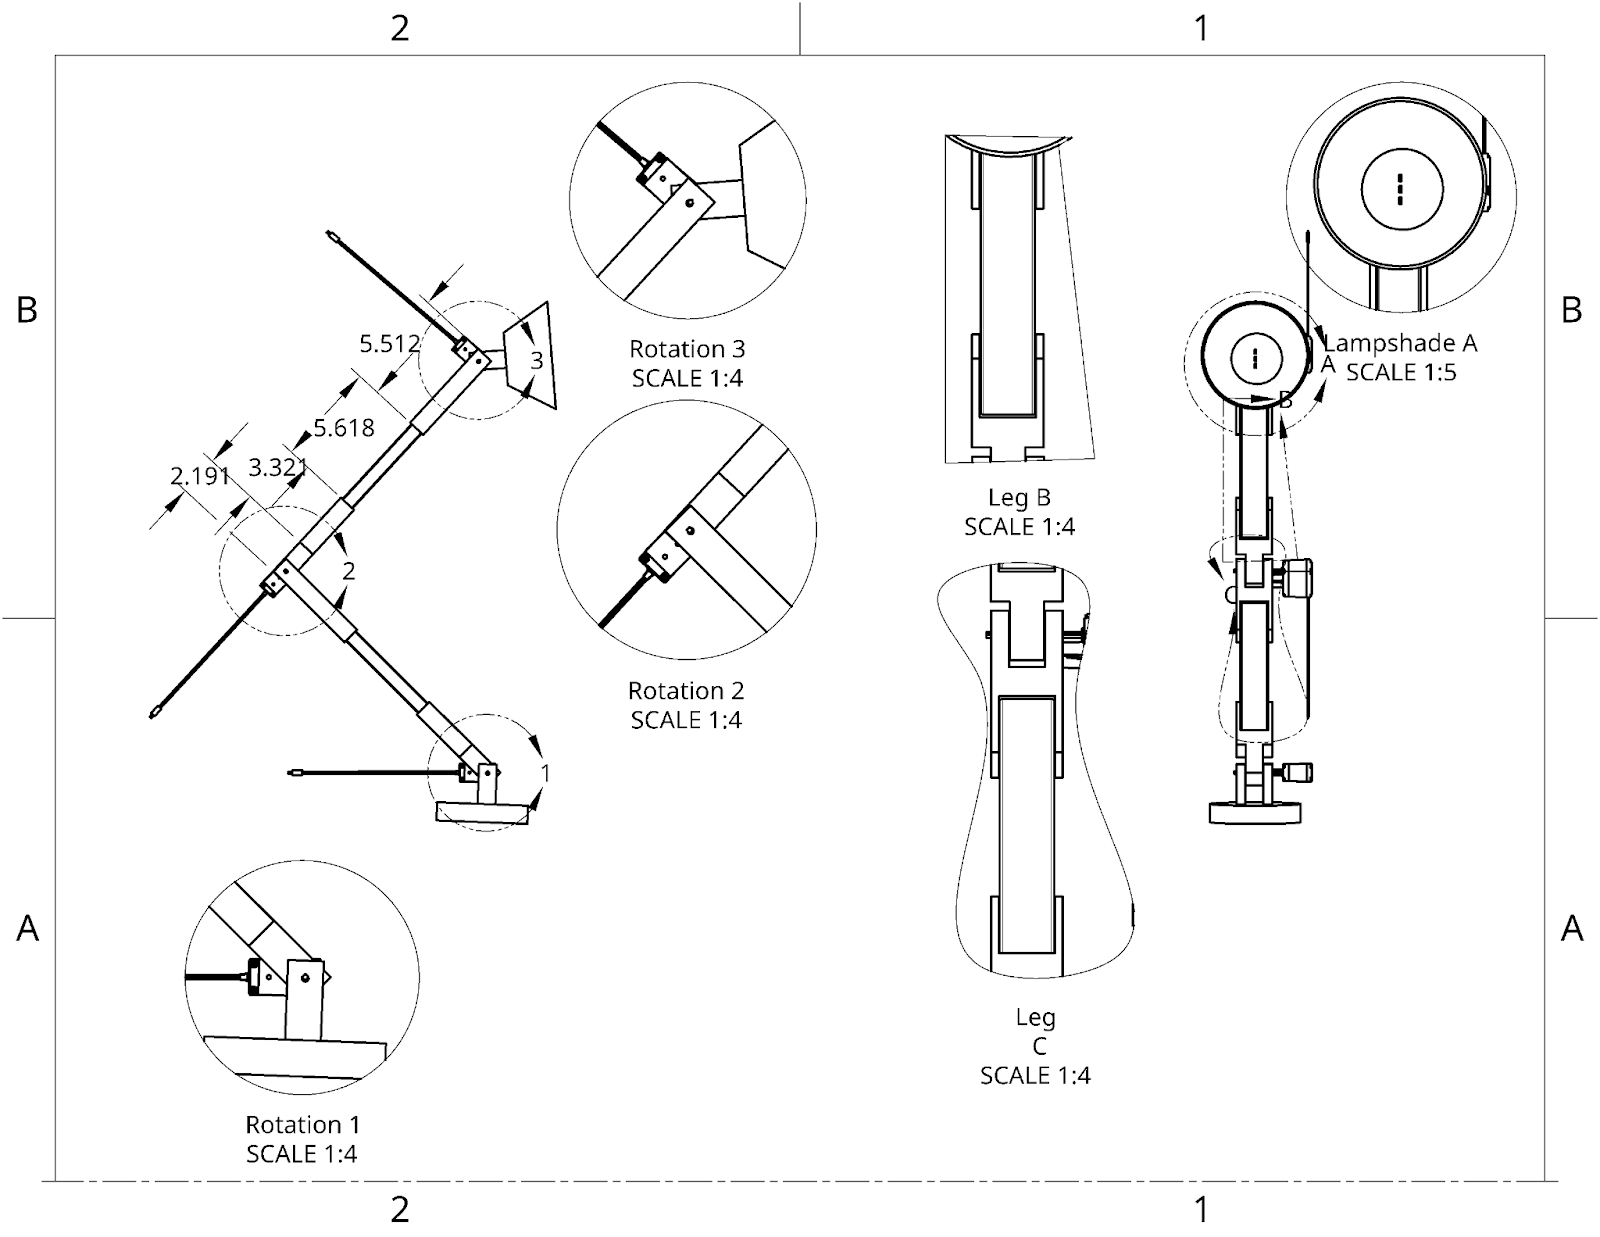 2
1
B
B
Rotation 3
SCALE 1:4
Lampshade A
SCALE 1:5
A
B
5.512
3
5.618
3.321
2.191
2
Leg B
SCALE 1:4
Rotation 2
SCALE 1:4
1
A
A
Leg
C
SCALE 1:4
Rotation 1
SCALE 1:4
2
1